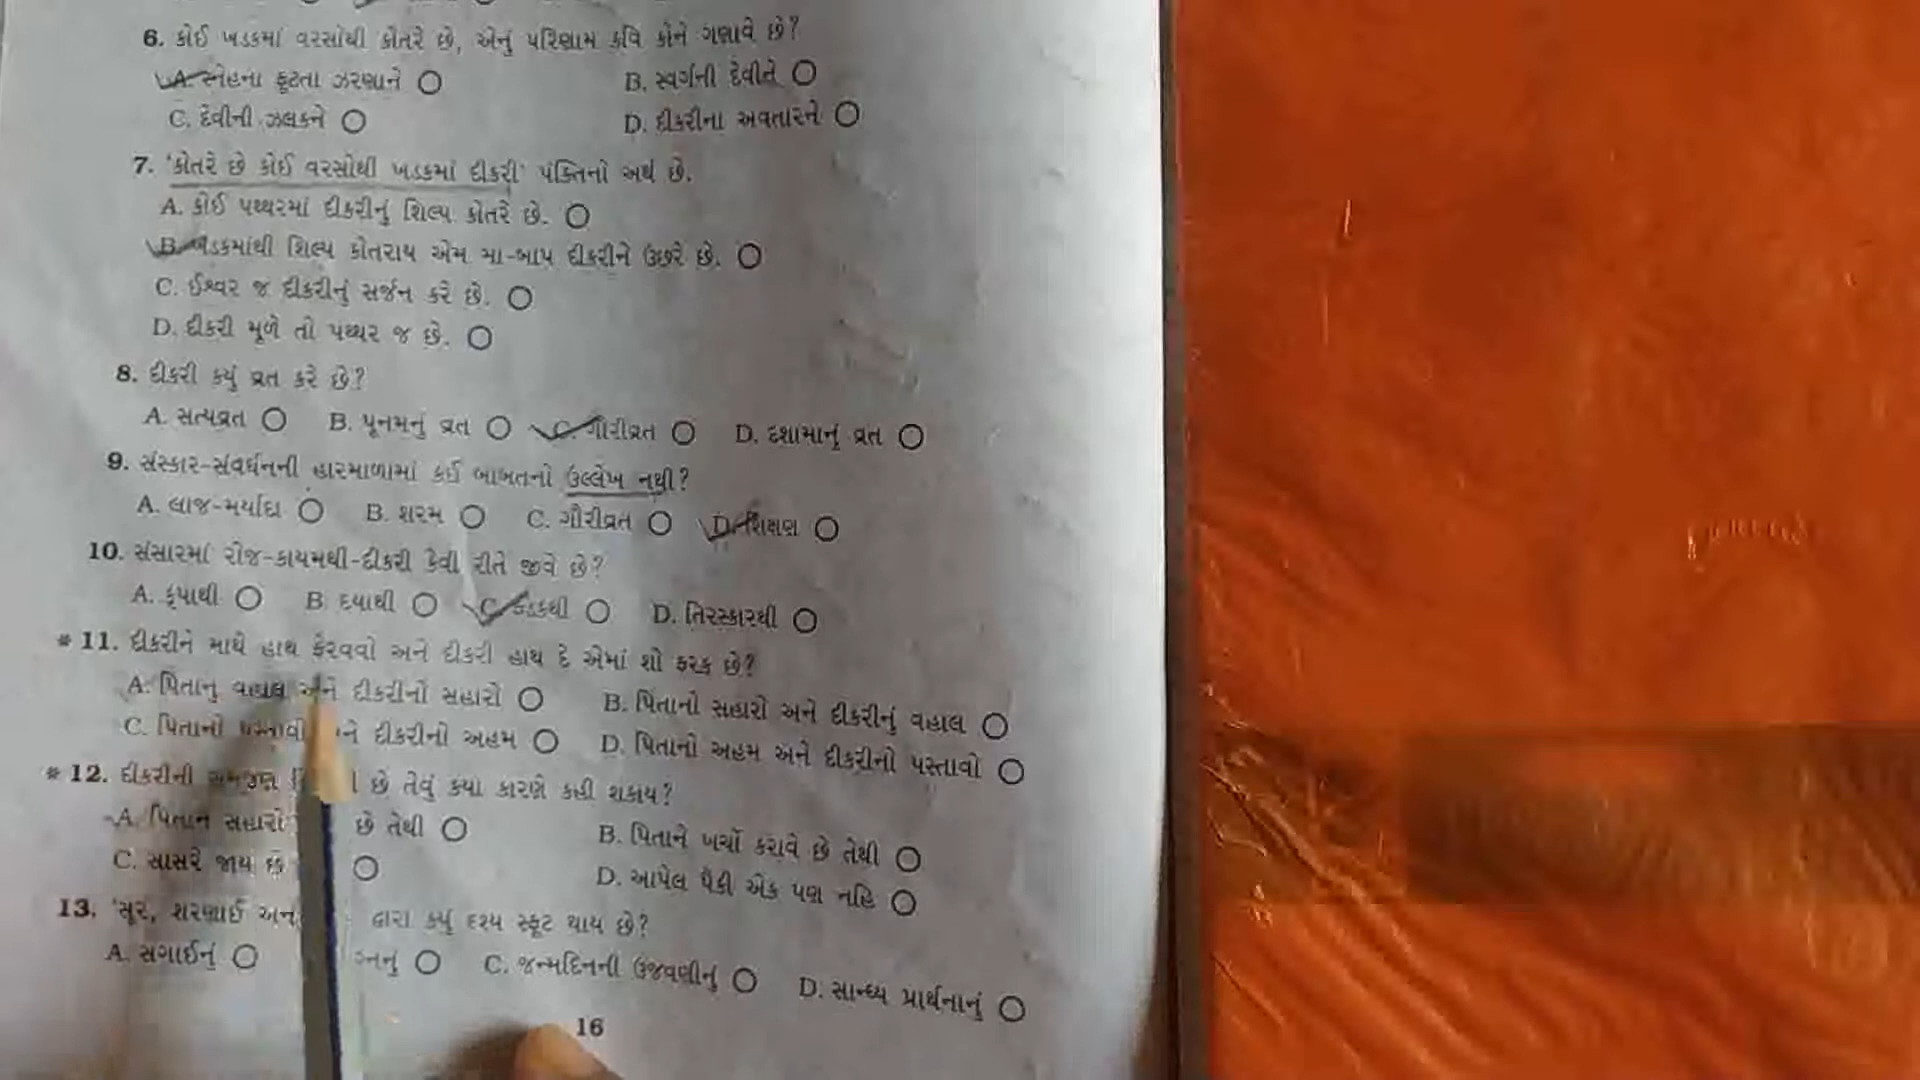 6. કોઈ ખડકમાં વરસોથી કોતરે છે, એનું પરિણામ કવિ કોને ગણાવે છે?
A. સ્નેહના ફૂટતા ઝરણાને B. સ્વર્ગની દેવીને
C. દેવીની ઝલકને D. દીકરીના અવતારને
7. 'કોતરે છે કોઈ વરસોથી ખડકમાં દીકરી' પંક્તિનો અર્થ છે.
A. કોઈ પથ્થરમાં દીકરીનું શિલ્પ કોતરે છે.
B. ખડકમાંથી શિલ્પ કોતરાય એમ મા-બાપ દીકરીને ઉછરે છે.
C. ઈશ્વર જ દીકરીનું સર્જન કરે છે.
D. દીકરી મૂળે તો પથ્થર જ છે.
8. દીકરી કયું વ્રત કરે છે?
A. સત્યવ્રત B. પૂનમનું વ્રત C. ગૌરીવ્રત D. દશામાનું વ્રત
9. સંસ્કાર-સંવર્ધનની હારમાળામાં કઈ બાબતનો ઉલ્લેખ નથી?
A. લાજ-મર્યાદા B. શરમ C. ગૌરીવ્રત D. શિક્ષણ
10. સંસારમાં રોજ-કાયમથી-દીકરી કેવી રીતે જીવે છે?
A. કૃપાથી B. દયાથી C. કડકથી D. તિરસ્કારથી
* 11. દીકરીને માથે હાથ ફેરવવો અને દીકરી હાથ દે એમાં શો ફરક છે?
A. પિતાનુ વહાલ અને દીકરીનો સહારો B. પિતાનો સહારો અને દીકરીનું વહાલ
C. પિતાનો પસ્તાવો અને દીકરીનો અહમ D. પિતાનો અહમ અને દીકરીનો પસ્તાવો
* 12. દીકરીની સમજણ છે તેવું કયા કારણે કહી શકાય?
A. પિતાને સહારો છે તેથી B. પિતાને ખર્ચો કરાવે છે તેથી
C. સાસરે જાય છે D. આપેલ પૈકી એક પણ નહિ
13. 'સૂર, શરણાઈ અને દ્વારા કયું દશ્ય સ્ફૂટ થાય છે?
A. સગાઈનું C. જન્મદિનની ઉજવણીનું D. સાન્ધ્ય પ્રાર્થનાનું
16